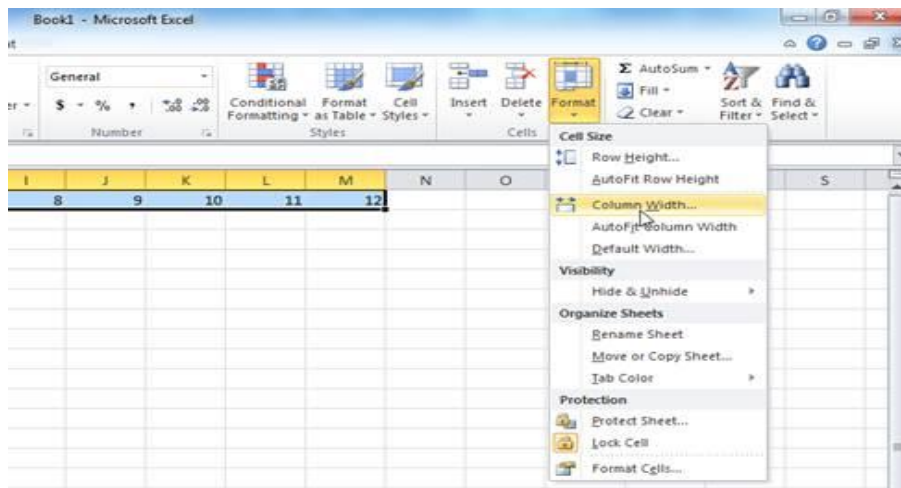 Book1 - Microsoft Excel
General
$ % ,
Number
Conditional Formatting
Format as Table
Cell Styles
Styles
Insert
Delete
Format
Cells
Σ AutoSum
Fill
Clear
Sort & Filter
Find & Select
Cell Size
Row Height...
AutoFit Row Height
Column Width...
AutoFit Column Width
Default Width...
Visibility
Hide & Unhide
Organize Sheets
Rename Sheet
Move or Copy Sheet...
Tab Color
Protection
Protect Sheet...
Lock Cell
Format Cells...
I J K L M N O S
8 9 10 11 12